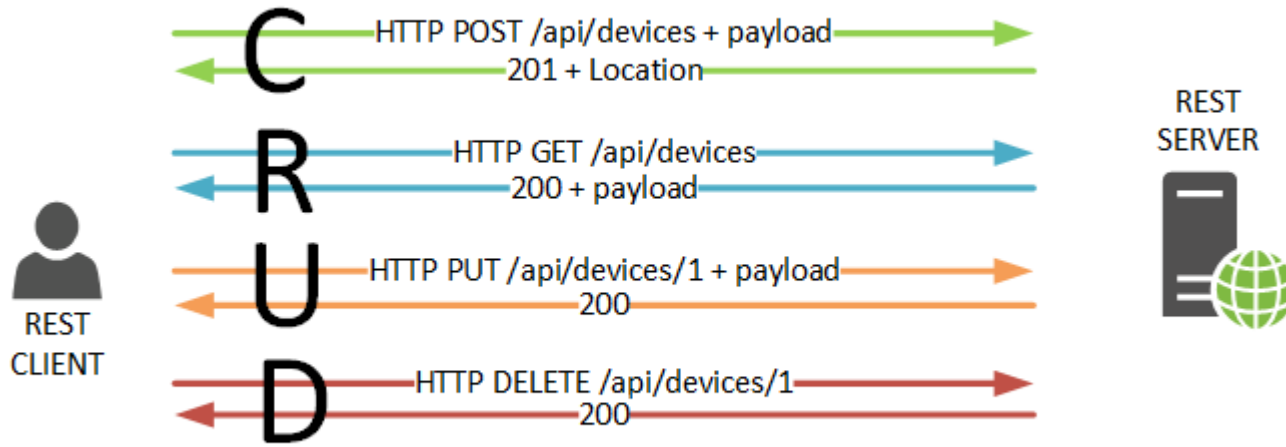 C
HTTP POST /api/devices + payload
201 + Location
R
HTTP GET /api/devices
200 + payload
U
HTTP PUT /api/devices/1 + payload
200
D
HTTP DELETE /api/devices/1
200
REST
CLIENT
REST
SERVER